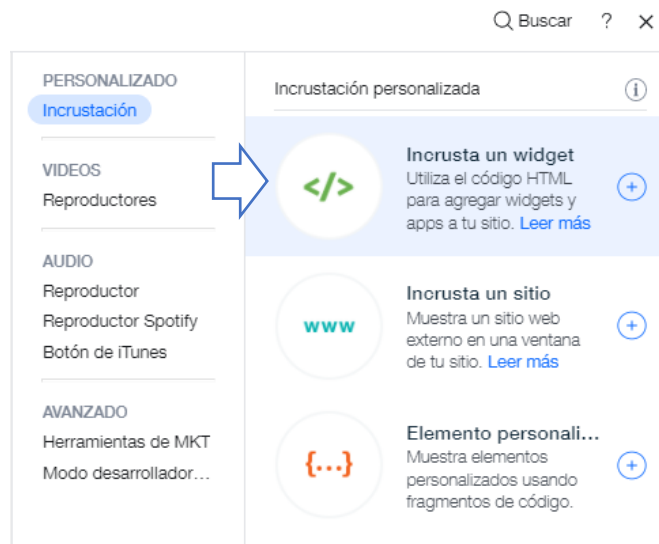 Buscar ?
PERSONALIZADO
Incrustación
VIDEOS
Reproductores
AUDIO
Reproductor
Reproductor Spotify
Botón de iTunes
AVANZADO
Herramientas de MKT
Modo desarrollador...
Incrustación personalizada
</>
Incrusta un widget
Utiliza el código HTML
para agregar widgets y
apps a tu sitio. Leer más
www
Incrusta un sitio
Muestra un sitio web
externo en una ventana
de tu sitio. Leer más
{...}
Elemento personali...
Muestra elementos
personalizados usando
fragmentos de código.